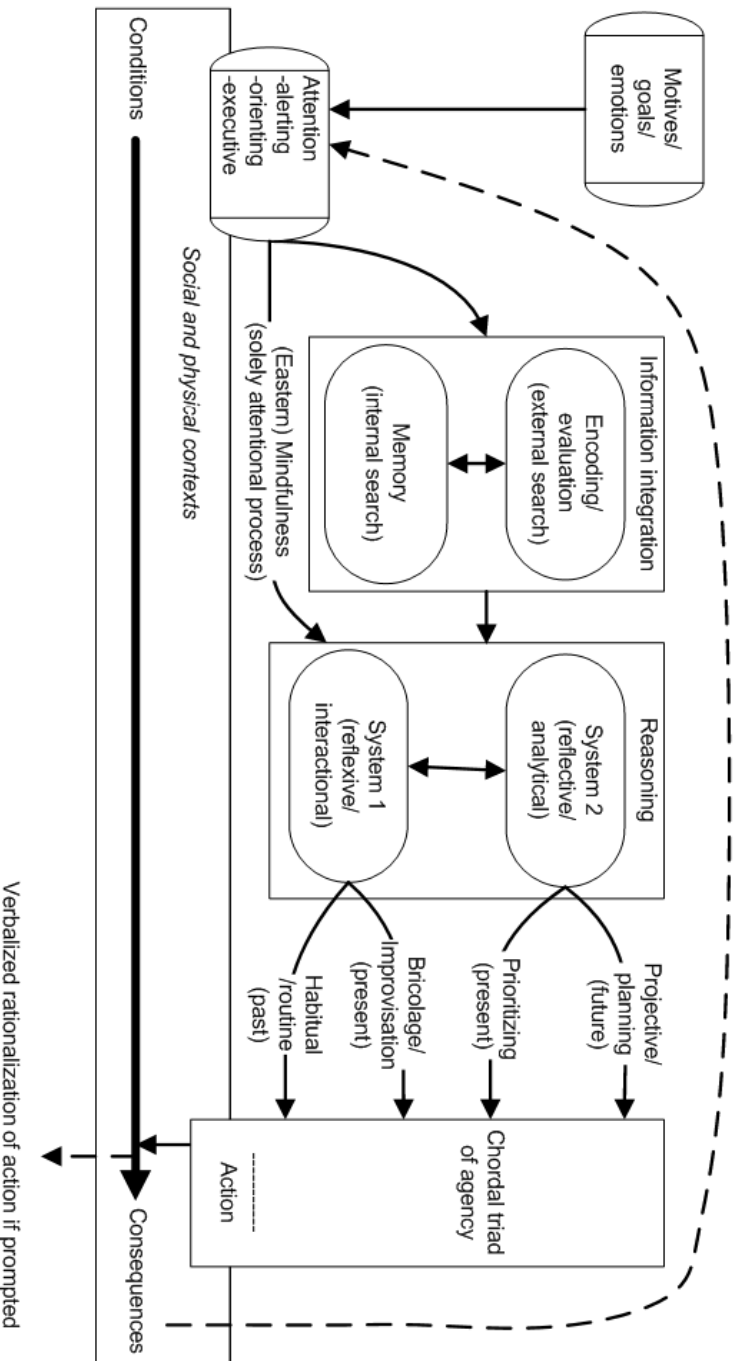 Motives/
goals/
emotions
Attention
-alerting
-orienting
-executive
Information integration
Encoding/
evaluation
(external search)
Memory
(internal search)
(Eastern) Mindfulness
(solely attentional process)
Reasoning
System 2
(reflective/
analytical)
System 1
(reflexive/
interactional)
Projective/
planning
(future)
Prioritizing
(present)
Bricolage/
Improvisation
(present)
Habitual
/routine
(past)
Chordal triad
of agency
------------
Action
Social and physical contexts
Conditions
Consequences
Verbalized rationalization of action if prompted